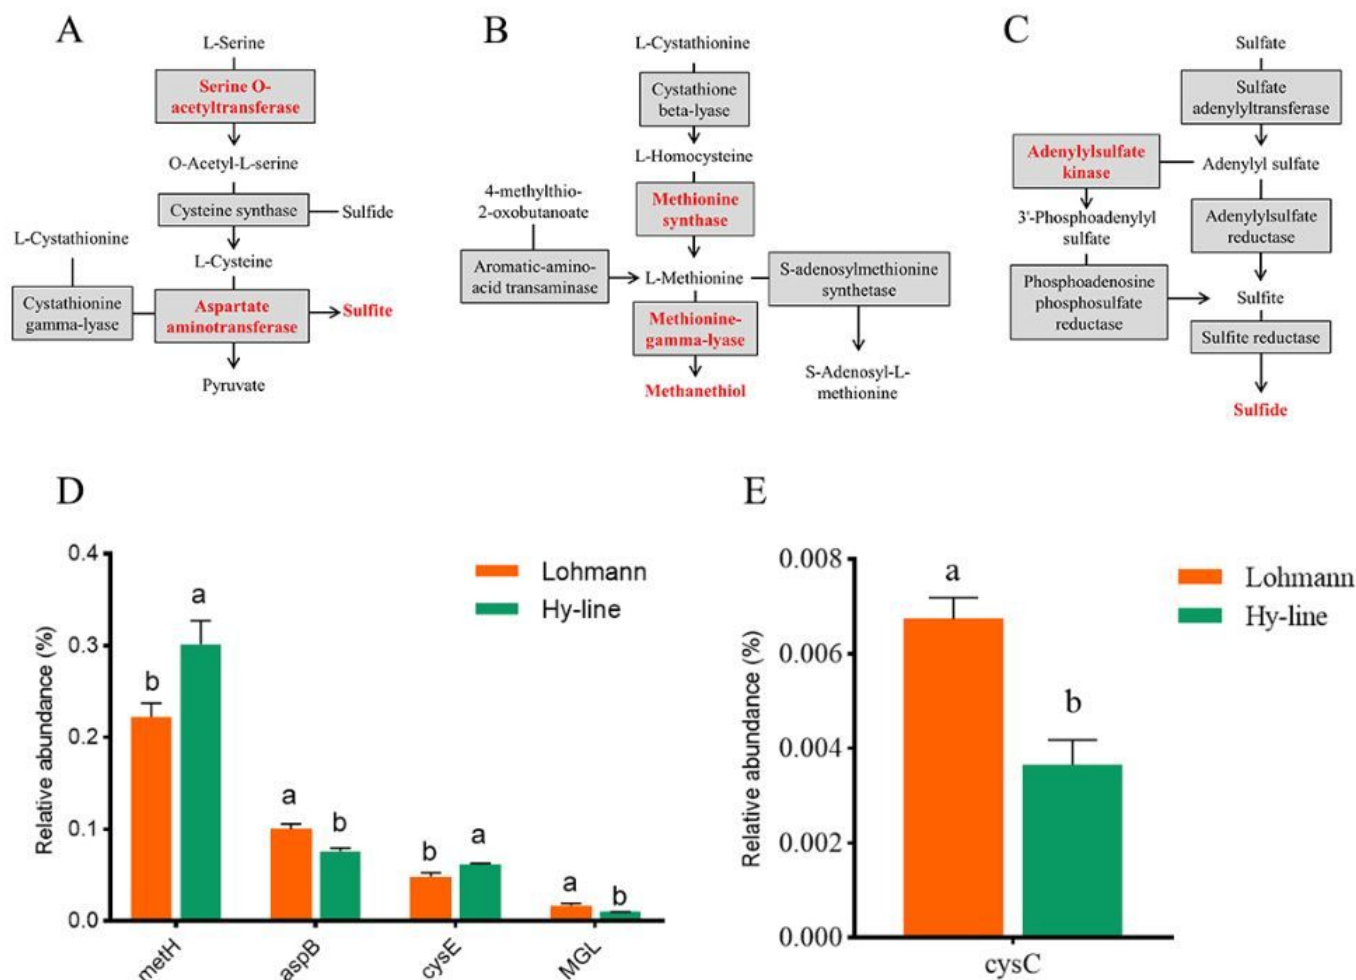 A
L-Serine
Serine O-
acetyltransferase
O-Acetyl-L-serine
Cysteine synthase
Sulfide
L-Cystathionine
L-Cysteine
Cystathionine
gamma-lyase
Aspartate
aminotransferase
Sulfite
Pyruvate
B
L-Cystathionine
Cystathione
beta-lyase
L-Homocysteine
4-methylthio-
2-oxobutanoate
Methionine
synthase
Aromatic-amino-
acid transaminase
L-Methionine
S-adenosylmethionine
synthetase
Methionine-
gamma-lyase
Methanethiol
S-Adenosyl-L-
methionine
C
Sulfate
Sulfate
adenylyltransferase
Adenylylsulfate
kinase
Adenylyl sulfate
3'-Phosphoadenylyl
sulfate
Adenylylsulfate
reductase
Phosphoadenosine
phosphosulfate
reductase
Sulfite
Sulfite reductase
Sulfide
D
Relative abundance (%)
0.4
0.3
0.2
0.1
0.0
Lohmann
Hy-line
b
a
a
b
b
a
a
b
metH
aspB
cysE
MGL
E
Relative abundance (%)
0.008
0.006
0.004
0.002
0.000
a
b
Lohmann
Hy-line
cysC